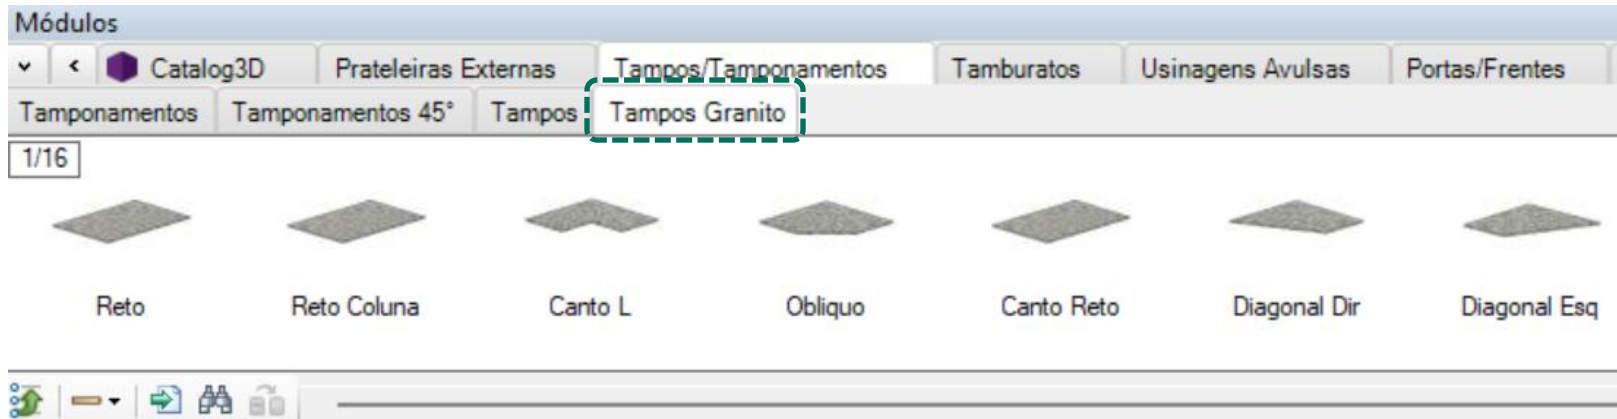 Módulos
Catalog3D Prateleiras Externas Tampos/Tamponamentos Tamburatos Usinagens Avulsas Portas/Frentes
Tamponamentos Tamponamentos 45° Tampos Tampos Granito
1/16
Reto Reto Coluna Canto L Obliquo Canto Reto Diagonal Dir Diagonal Esq